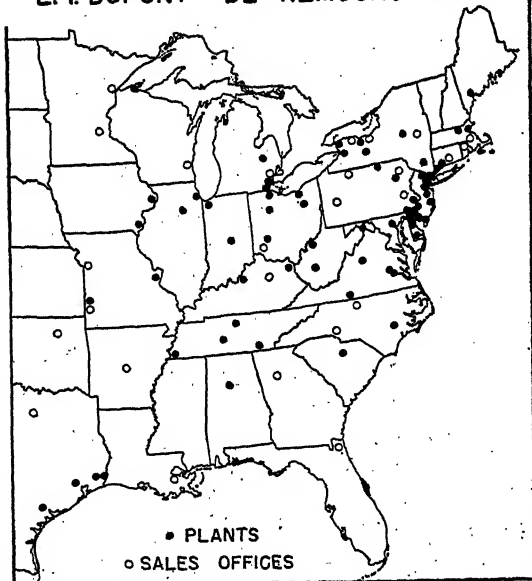 E.I. DUPONT DE NEMOURS
• PLANTS
○ SALES OFFICES